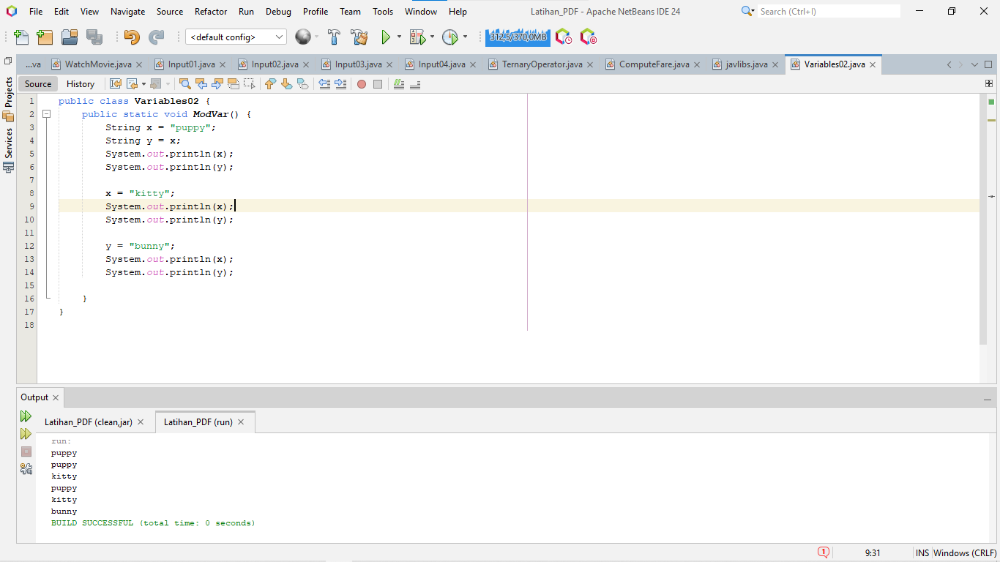 File Edit View Navigate Source Refactor Run Debug Profile Team Tools Window Help Latihan_PDF - Apache NetBeans IDE 24 Search (Ctrl+I)
<default config> 312,5/370,0MB
...va WatchMovie.java Input01.java Input02.java Input03.java Input04.java TernaryOperator.java ComputeFare.java javlibs.java Variables02.java
Source History
Projects
Services
1 public class Variables02 {
2 public static void ModVar() {
3 String x = "puppy";
4 String y = x;
5 System.out.println(x);
6 System.out.println(y);
7
8 x = "kitty";
9 System.out.println(x);
10 System.out.println(y);
11
12 y = "bunny";
13 System.out.println(x);
14 System.out.println(y);
15
16 }
17 }
18
Output
Latihan_PDF (clean,jar) Latihan_PDF (run)
run:
puppy
puppy
kitty
puppy
kitty
bunny
BUILD SUCCESSFUL (total time: 0 seconds)
1 9:31 INS Windows (CRLF)